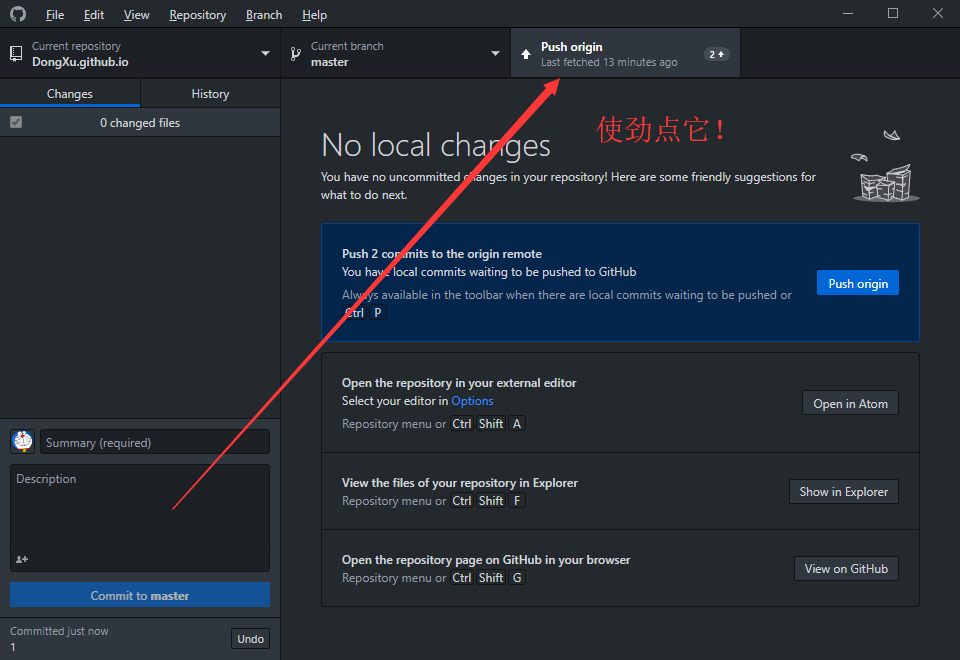 File Edit View Repository Branch Help
Current repository
DongXu.github.io
Current branch
master
Push origin
Last fetched 13 minutes ago
2
Changes History
0 changed files
使劲点它！
No local changes
You have no uncommitted changes in your repository! Here are some friendly suggestions for
what to do next.
Push 2 commits to the origin remote
You have local commits waiting to be pushed to GitHub
Always available in the toolbar when there are local commits waiting to be pushed or
Ctrl P
Push origin
Open the repository in your external editor
Select your editor in Options
Repository menu or Ctrl Shift A
Open in Atom
View the files of your repository in Explorer
Repository menu or Ctrl Shift F
Show in Explorer
Open the repository page on GitHub in your browser
Repository menu or Ctrl Shift G
View on GitHub
Summary (required)
Description
Commit to master
Committed just now
1
Undo